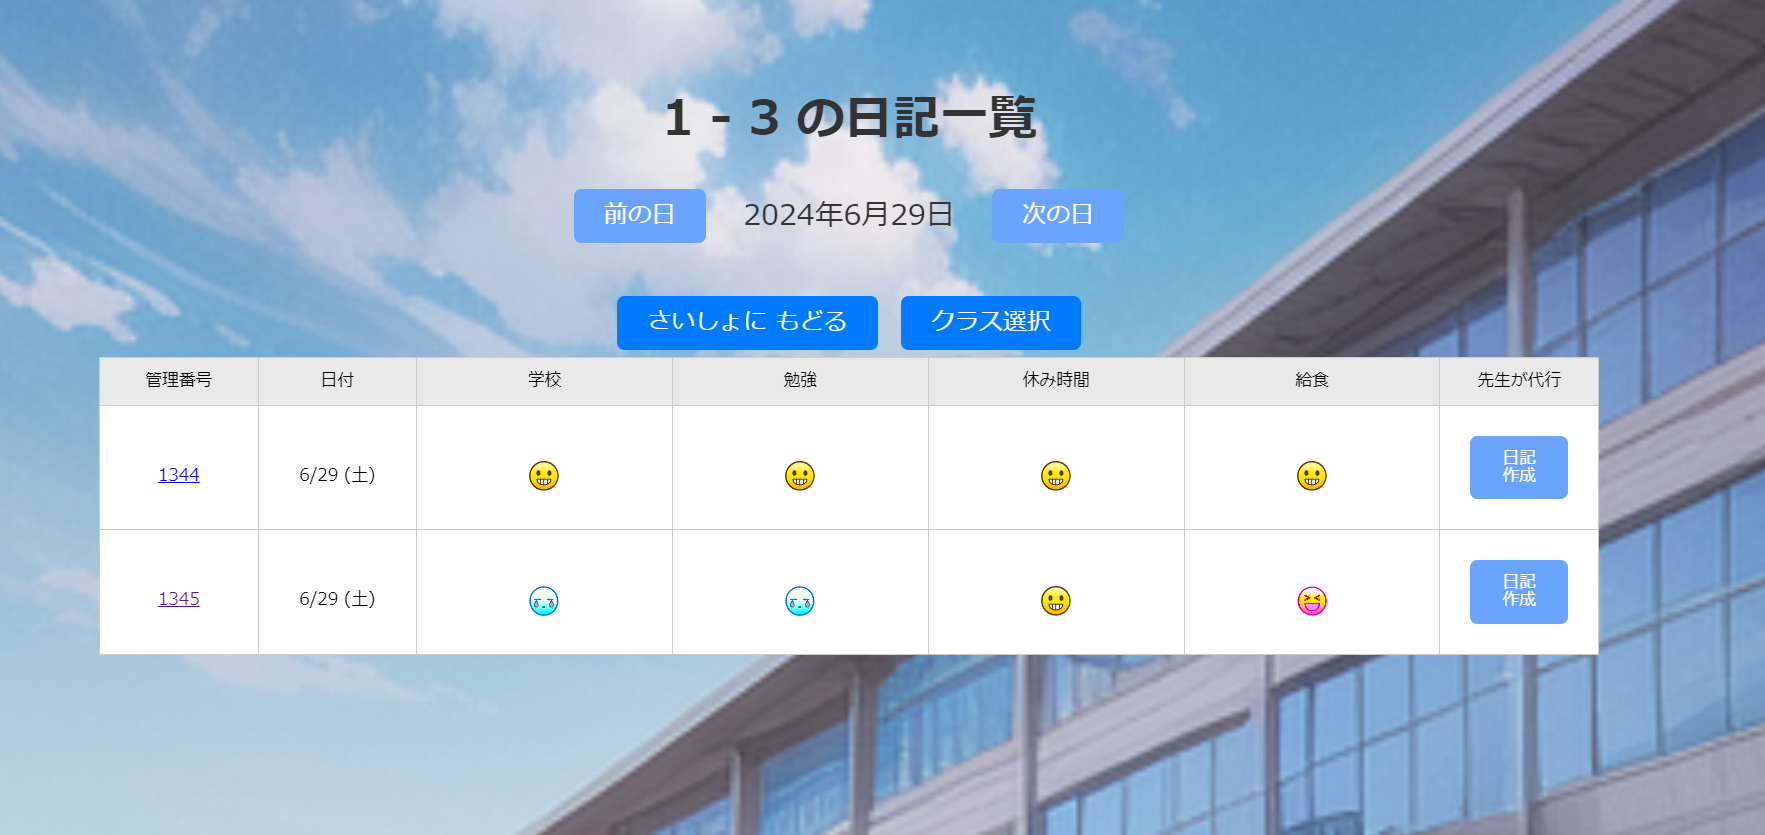 1 - 3 の日記一覧
前の日 2024年6月29日 次の日
さいしょに もどる クラス選択
管理番号 日付 学校 勉強 休み時間 給食 先生が代行
1344 6/29 (土) 日記
作成
1345 6/29 (土) 日記
作成